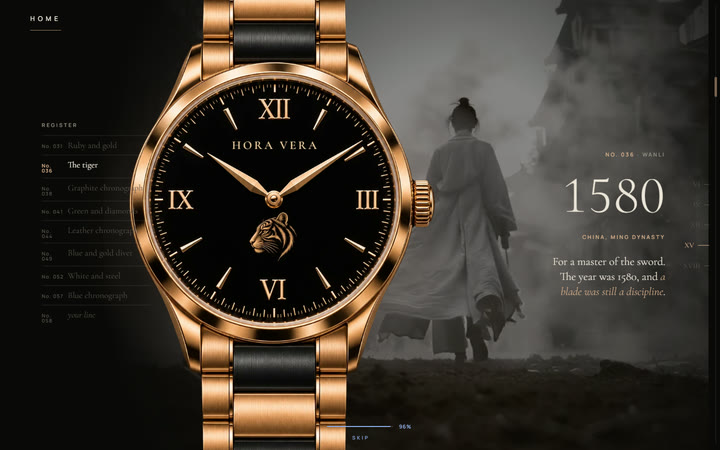 HOME
REGISTER
No. 031 Ruby and gold
No. 036 The tiger
No. 038 Graphite chronograph
No. 041 Green and diamond
No. 044 Leather chronograph
No. 045 Blue and gold diver
No. 052 White and steel
No. 057 Blue chronograph
No. 058 your line
XII
HORA VERA
IX
III
VI
NO. 036 · WANLI
1580
CHINA, MING DYNASTY
For a master of the sword.
The year was 1580, and a
blade was still a discipline.
XV
XVIII
96%
SKIP